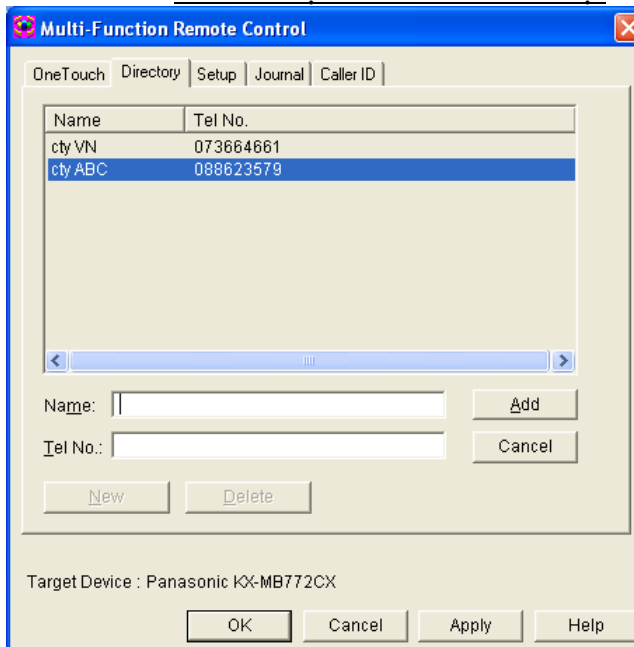 Multi-Function Remote Control
OneTouch Directory Setup Journal Caller ID
Name Tel No.
cty VN 073664661
cty ABC 088623579
Name: Add
Tel No.: Cancel
New Delete
Target Device : Panasonic KX-MB772CX
OK Cancel Apply Help